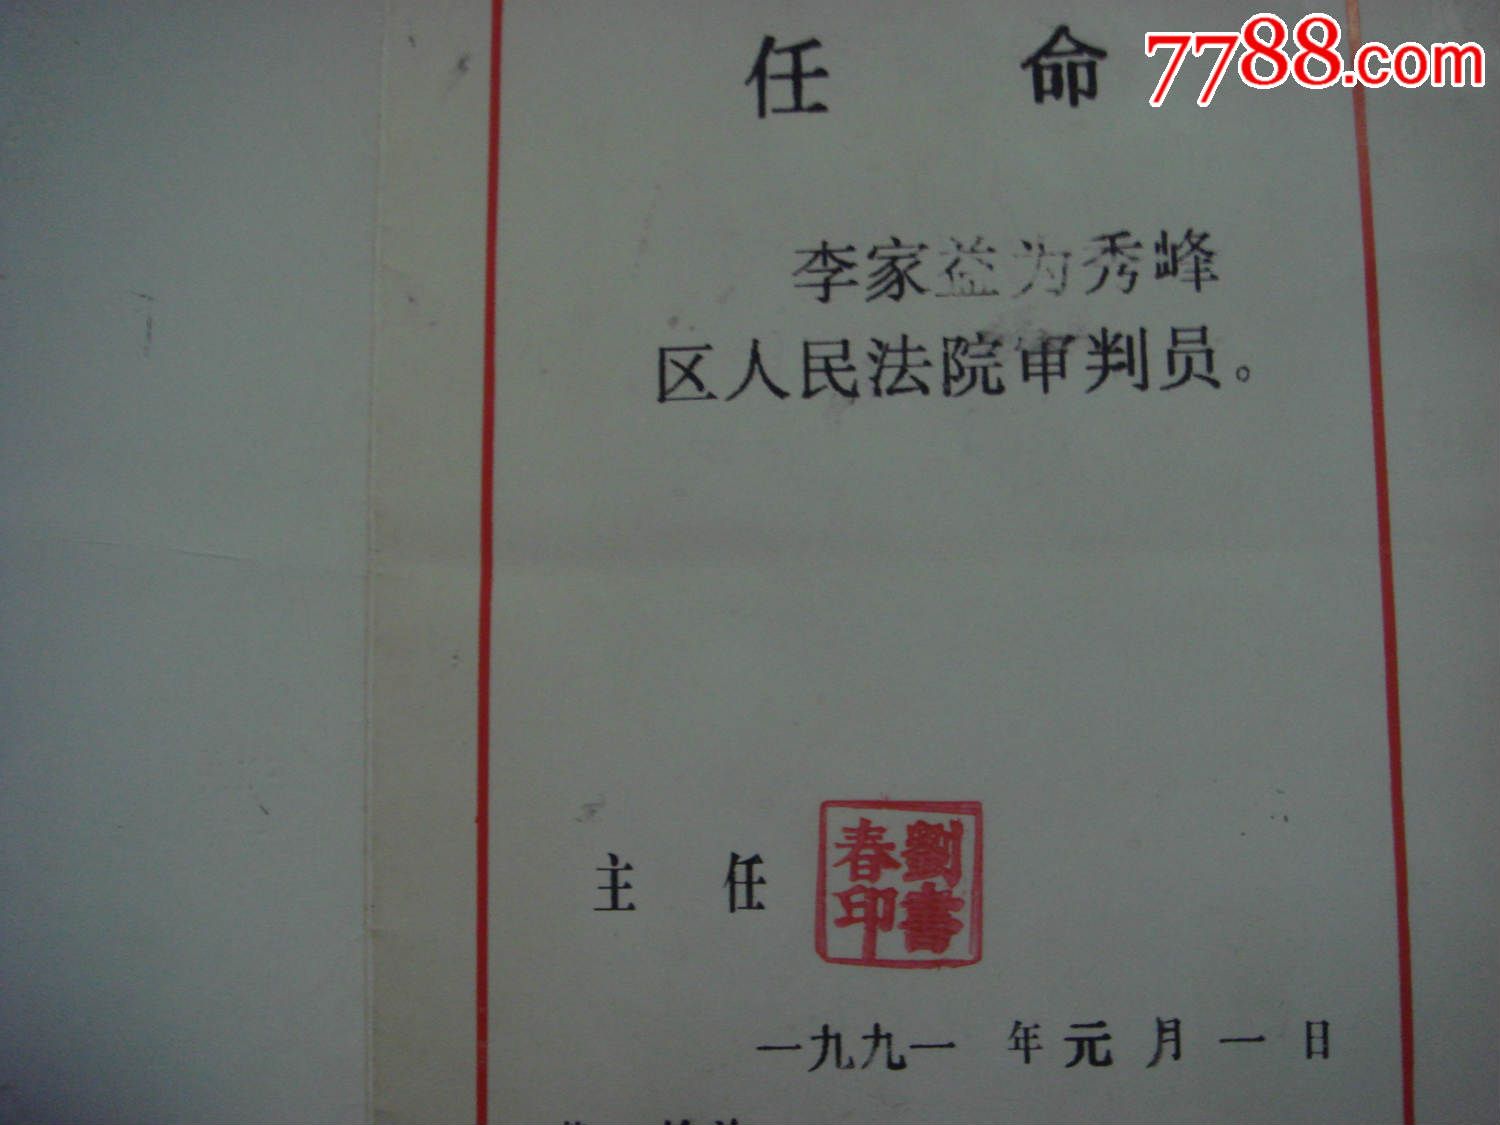 任命
7788.com
李家益为秀峰
区人民法院审判员。
主任
劉書
春印
一九九一年元月一日